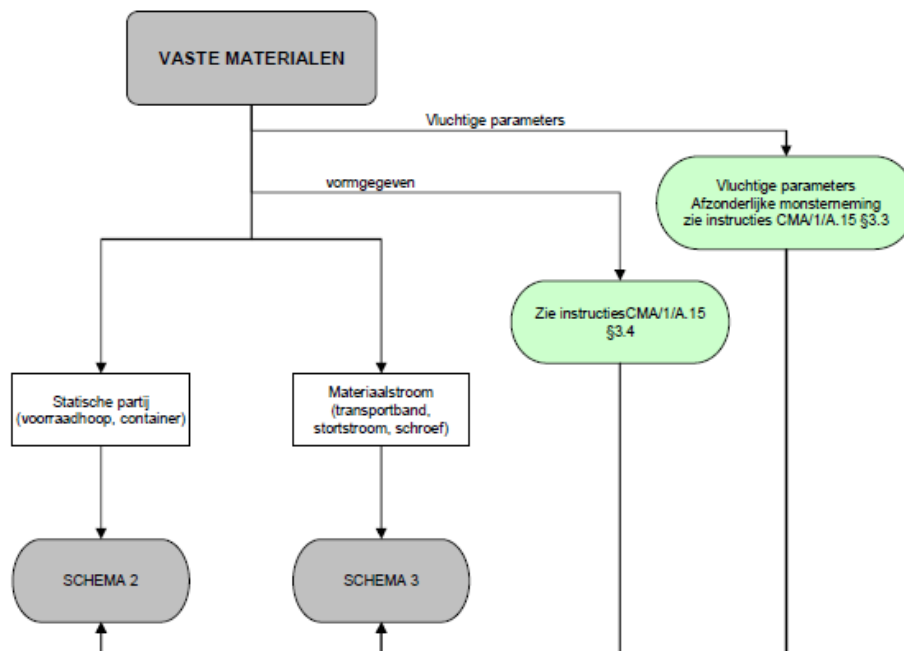 VASTE MATERIALEN
Vluchtige parameters
vormgegeven
Vluchtige parameters
Afzonderlijke monsterneming
zie instructies CMA/1/A.15 §3.3
Zie instructiesCMA/1/A.15
§3.4
Statische partij
(voorraadhoop, container)
Materiaalstroom
(transportband,
stortstroom, schroef)
SCHEMA 2
SCHEMA 3